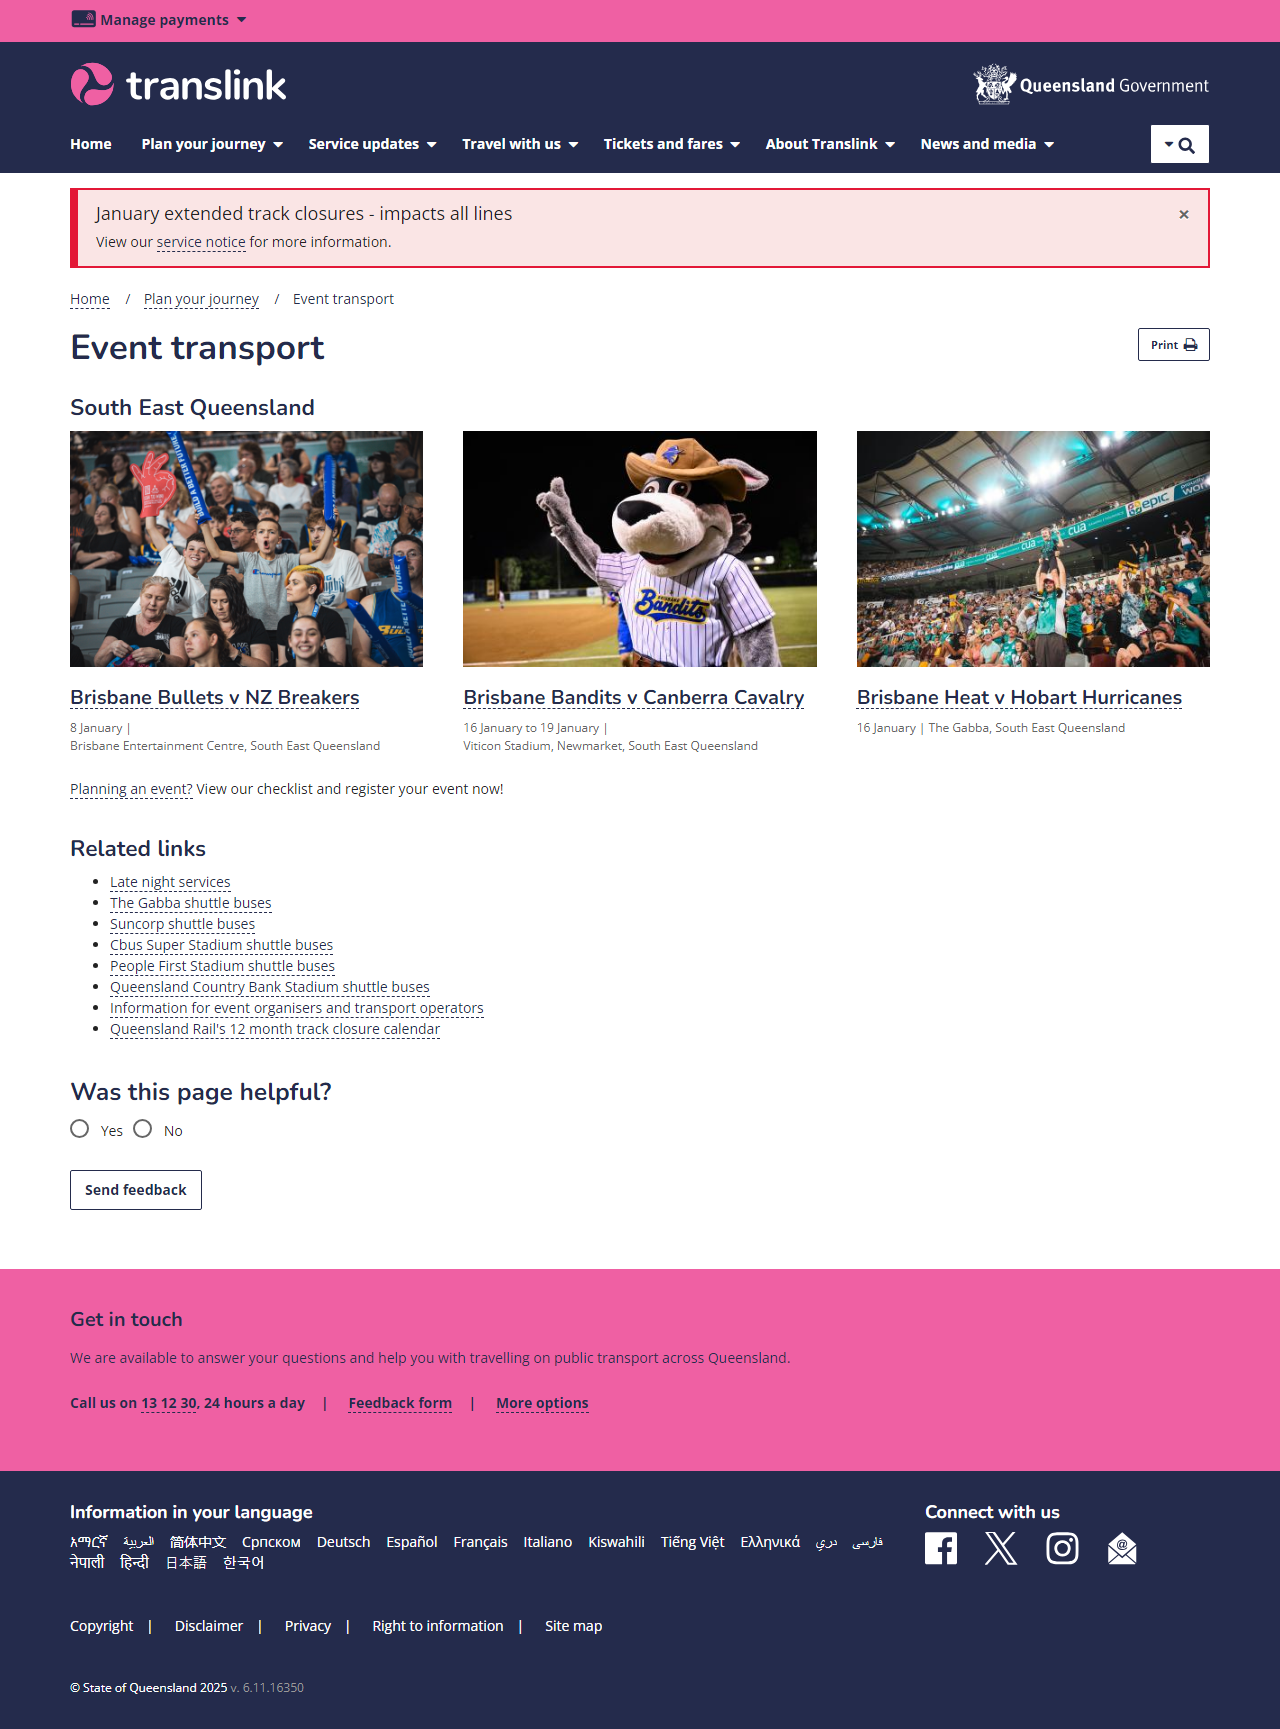 Manage payments
translink
Queensland Government
Home Plan your journey Service updates Travel with us Tickets and fares About Translink News and media
January extended track closures - impacts all lines ×
View our service notice for more information.
Home / Plan your journey / Event transport
Event transport
Print
South East Queensland
BUILD A BETTER FUTURE
Bandits
cua
cua
epic
Brisbane Bullets v NZ Breakers
8 January |
Brisbane Entertainment Centre, South East Queensland
Brisbane Bandits v Canberra Cavalry
16 January to 19 January |
Viticon Stadium, Newmarket, South East Queensland
Brisbane Heat v Hobart Hurricanes
16 January | The Gabba, South East Queensland
Planning an event? View our checklist and register your event now!
Related links
Late night services
The Gabba shuttle buses
Suncorp shuttle buses
Cbus Super Stadium shuttle buses
People First Stadium shuttle buses
Queensland Country Bank Stadium shuttle buses
Information for event organisers and transport operators
Queensland Rail's 12 month track closure calendar
Was this page helpful?
Yes No
Send feedback
Get in touch
We are available to answer your questions and help you with travelling on public transport across Queensland.
Call us on 13 12 30, 24 hours a day | Feedback form | More options
Information in your language
አማርኛ العربية 简体中文 Српском Deutsch Español Français Italiano Kiswahili Tiếng Việt Ελληνικά دري فارسی
नेपाली हिन्दी 日本語 한국어
Connect with us
Copyright | Disclaimer | Privacy | Right to information | Site map
© State of Queensland 2025 v. 6.11.16350